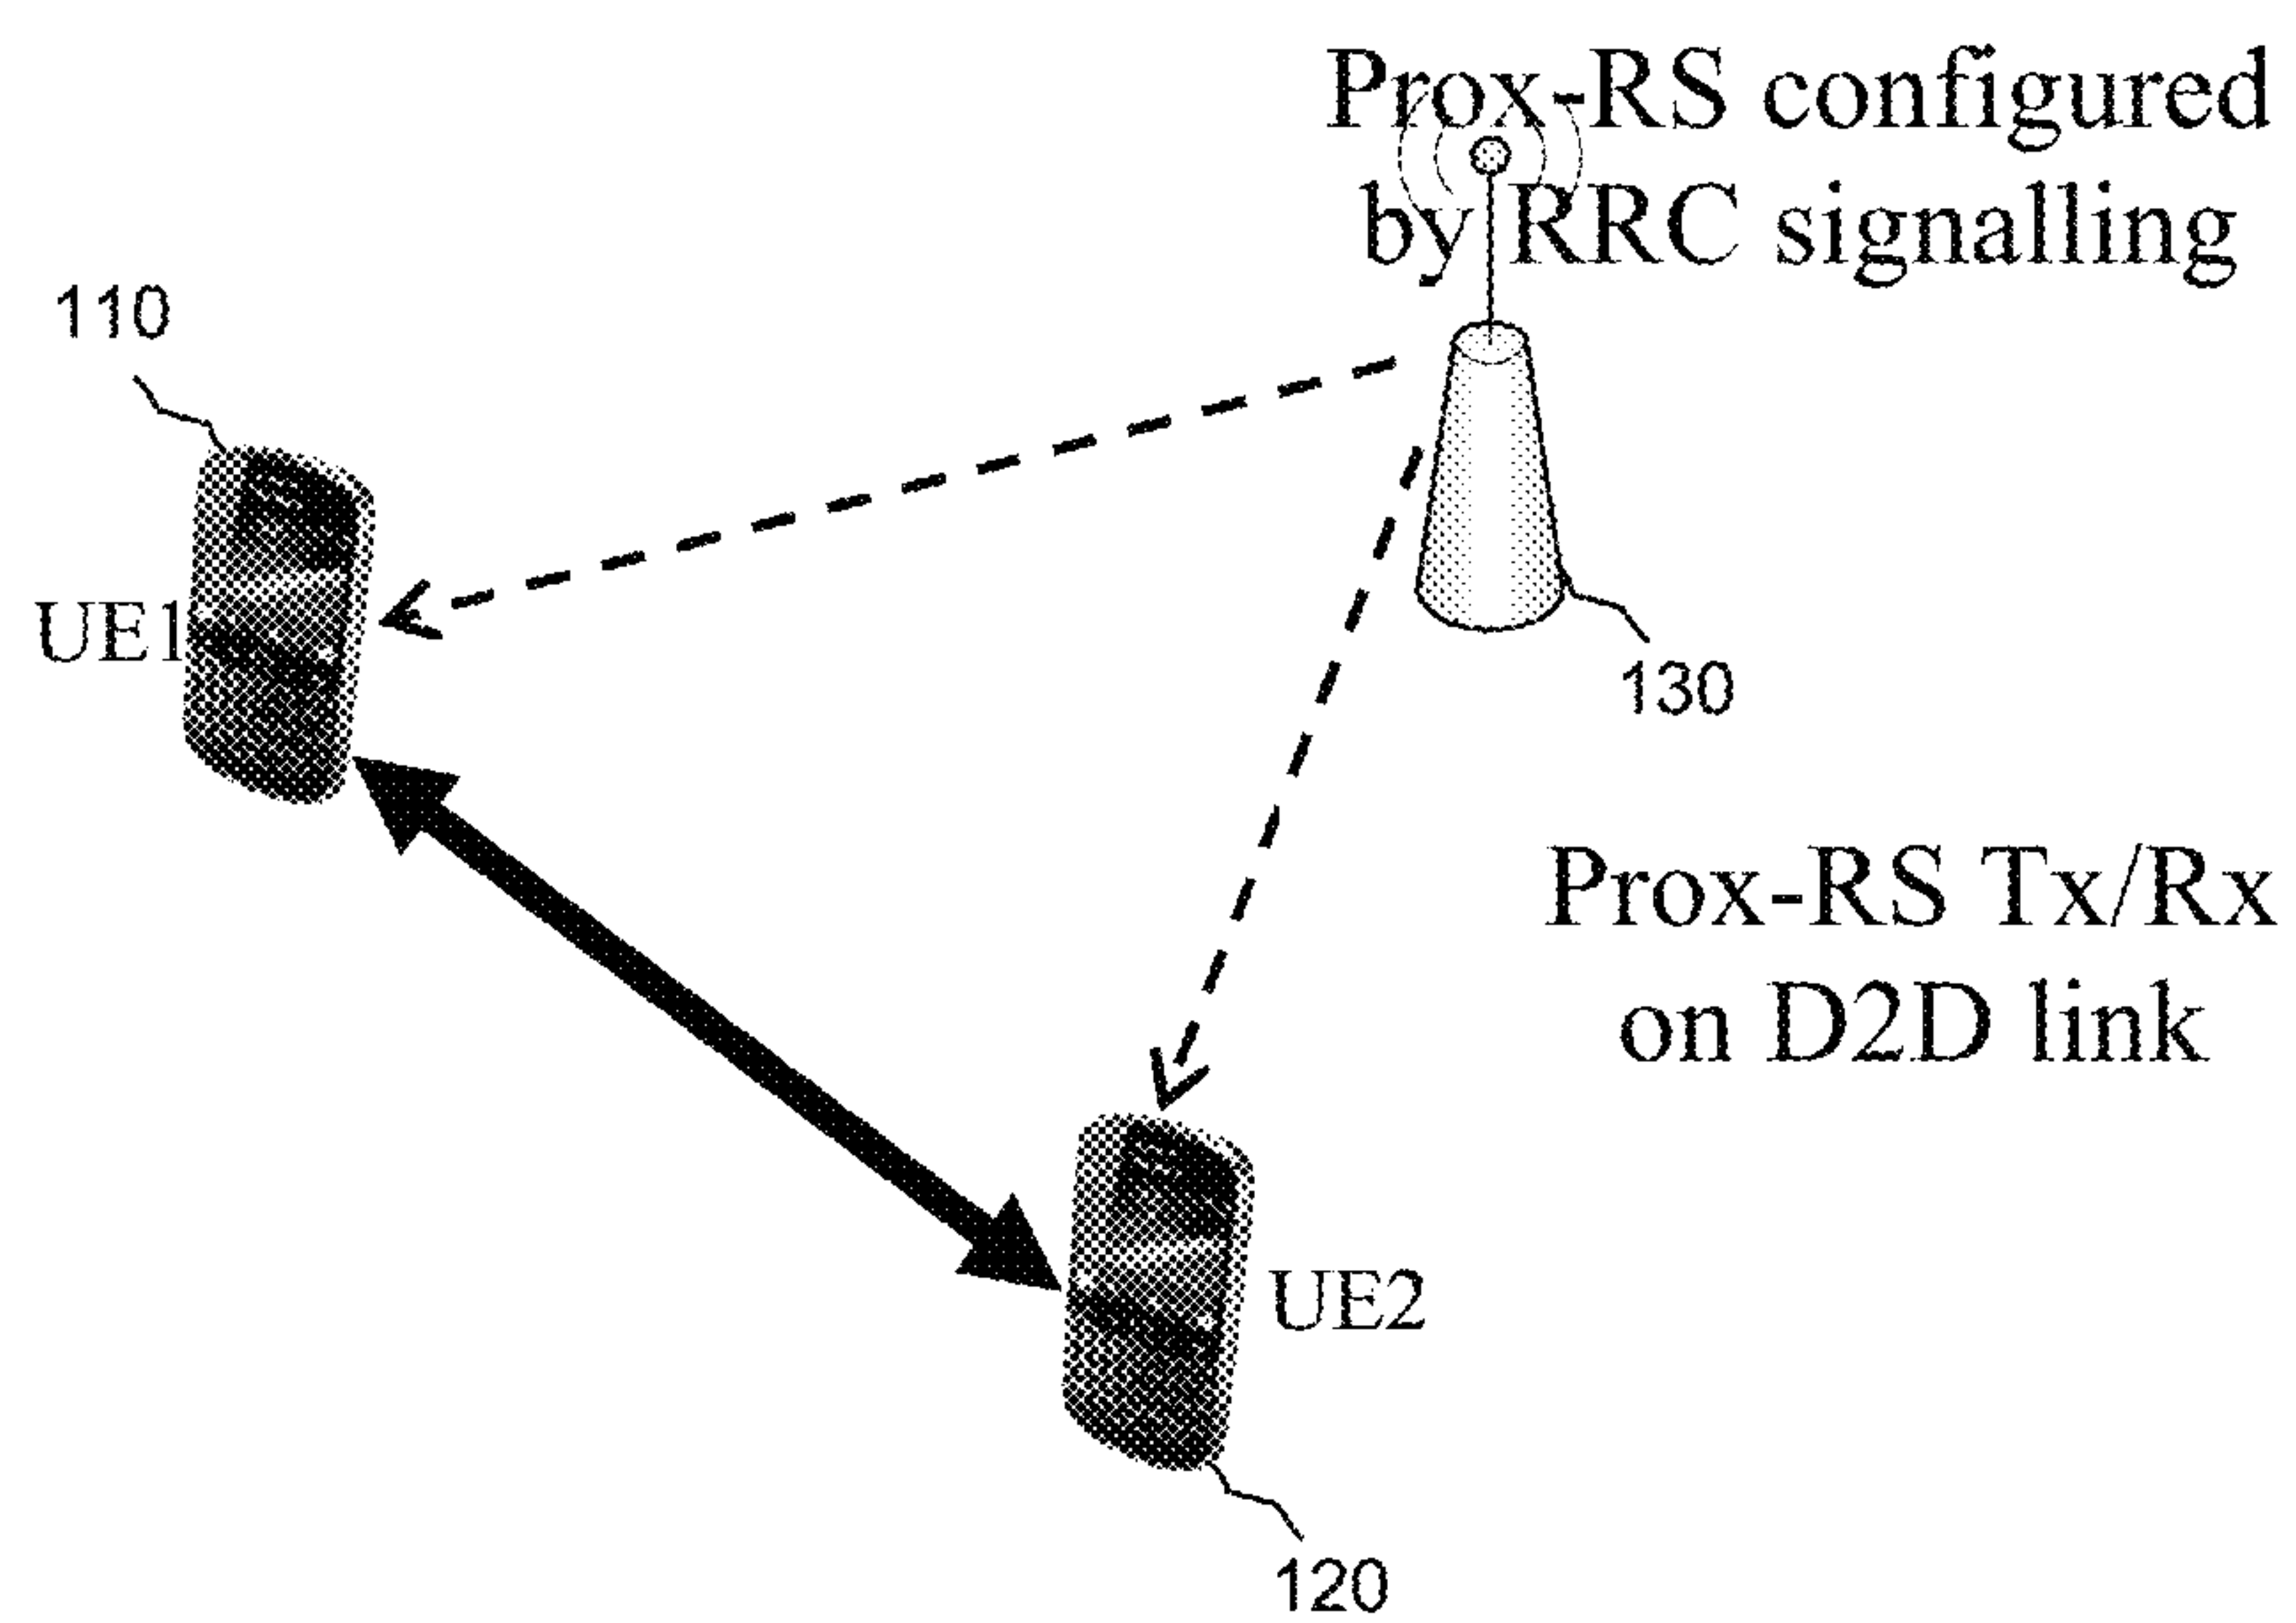 Prox-RS configured
by RRC signalling
110
UE1
130
Prox-RS Tx/Rx
on D2D link
UE2
120